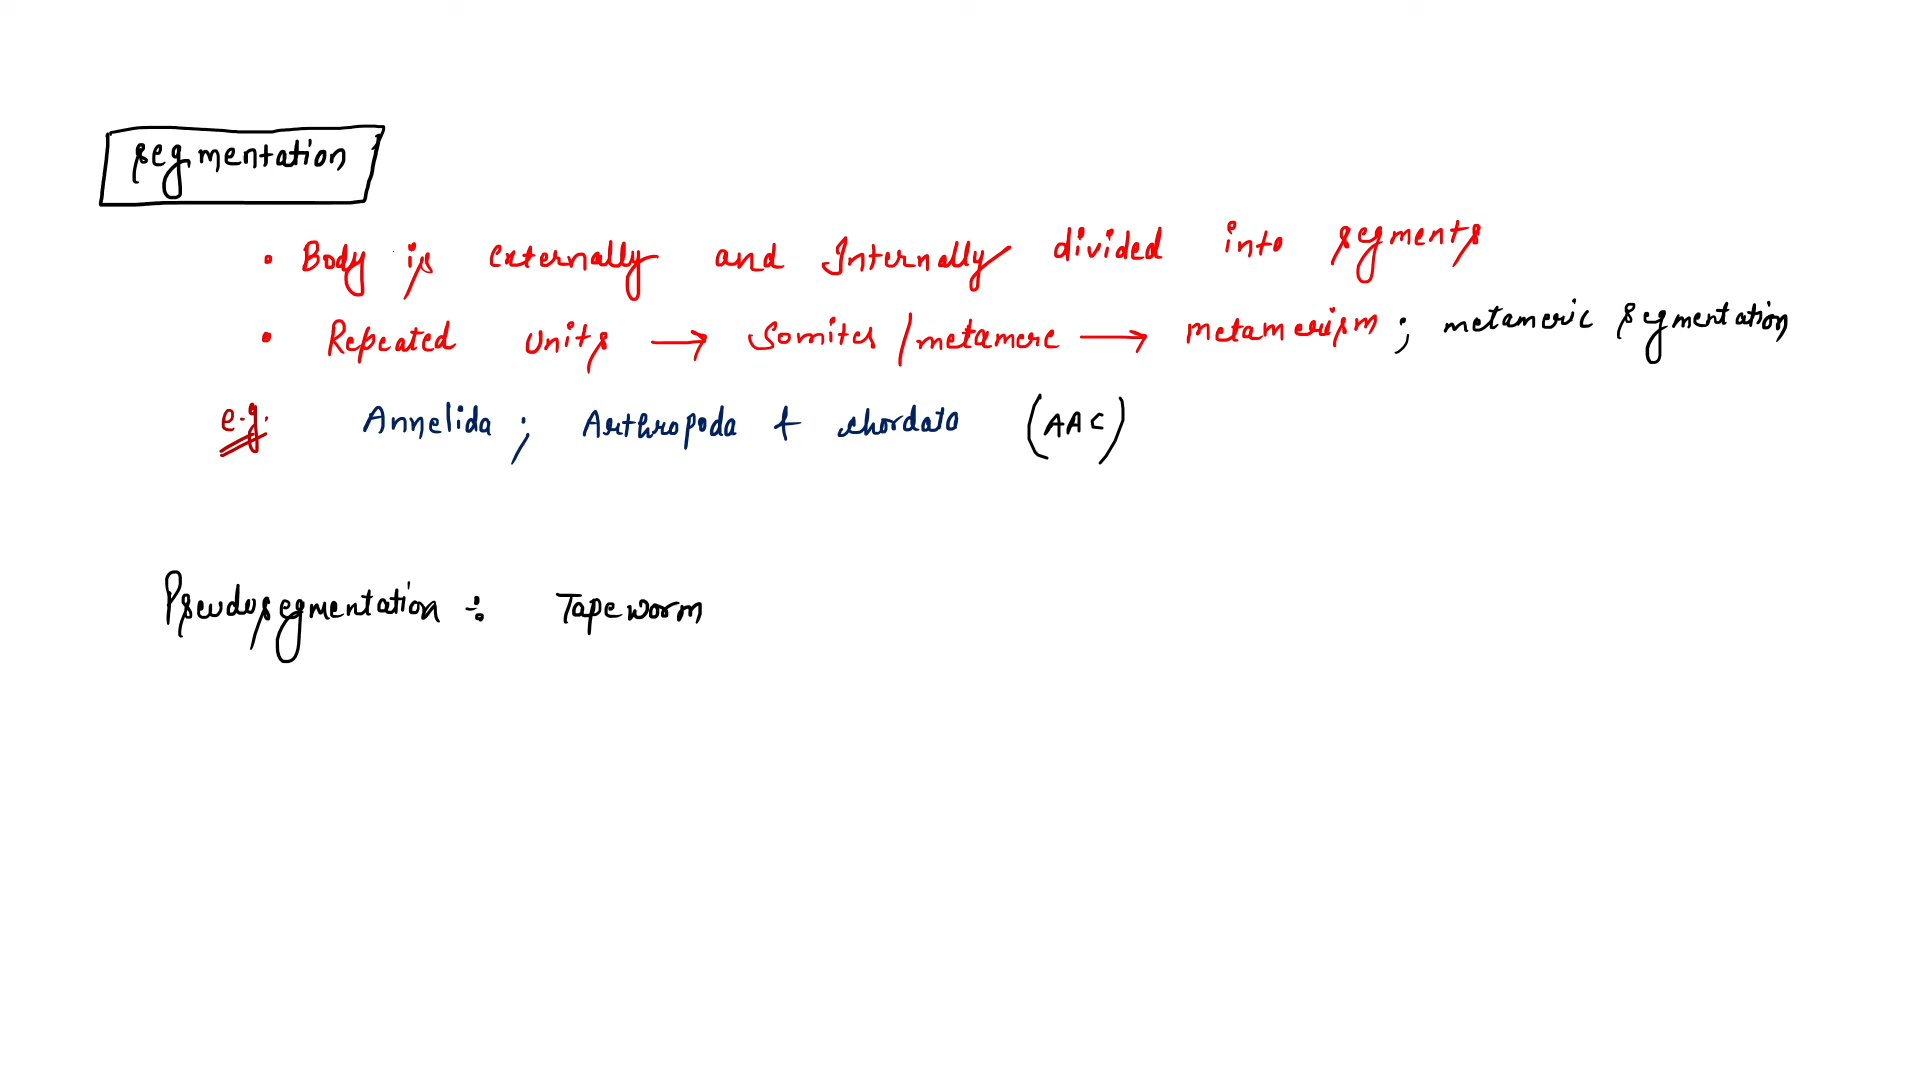 segmentation
• Body is externally and Internally divided into segments
• Repeated units → Somites /metamere → metamerism ; metameric segmentation
e.g. Annelida ; Arthropoda + chordata (AAC)
Pseudosegmentation ÷ Tapeworm